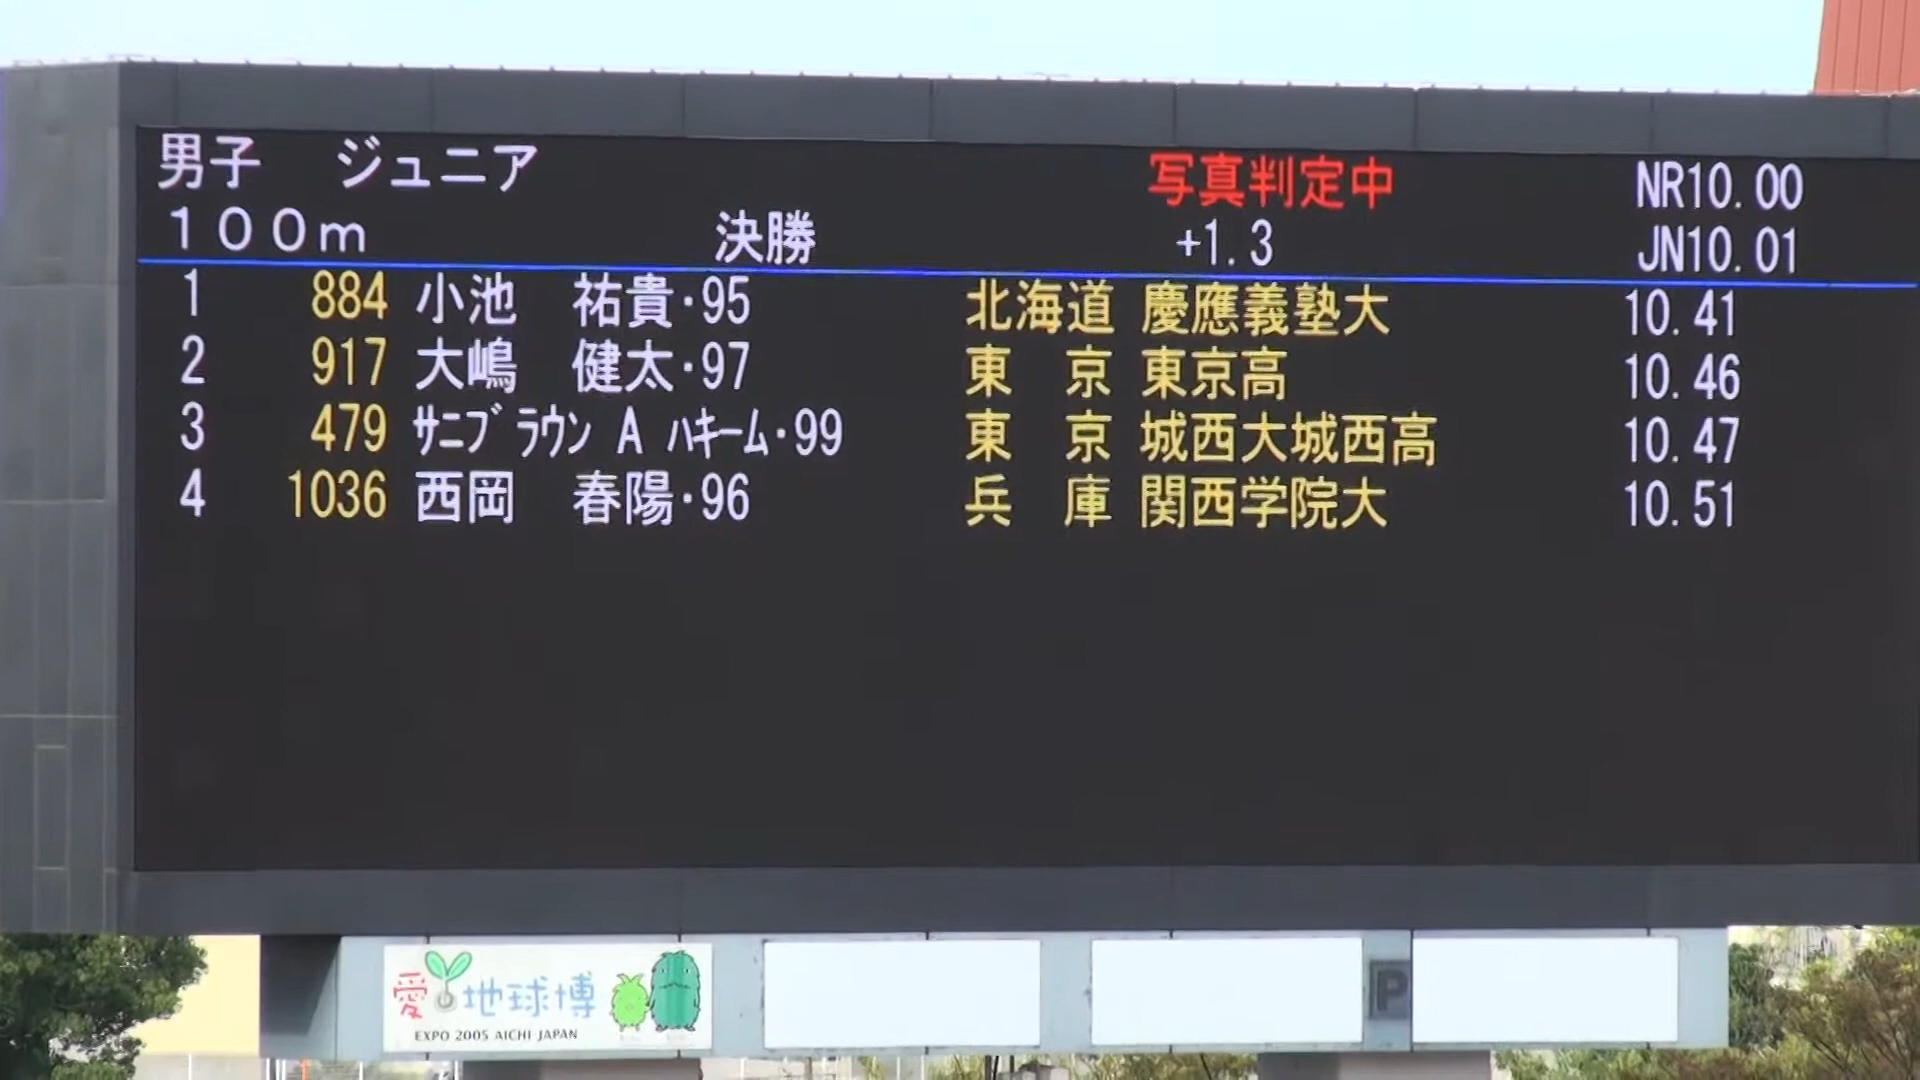 男子 ジュニア 写真判定中 NR10.00
100m 決勝 +1.3 JN10.01
1 884 小池 祐貴・95 北海道 慶應義塾大 10.41
2 917 大嶋 健太・97 東京 東京高 10.46
3 479 ｻﾆﾌﾞﾗｳﾝ A ﾊｷｰﾑ・99 東京 城西大城西高 10.47
4 1036 西岡 春陽・96 兵庫 関西学院大 10.51
愛・地球博
EXPO 2005 AICHI JAPAN
P